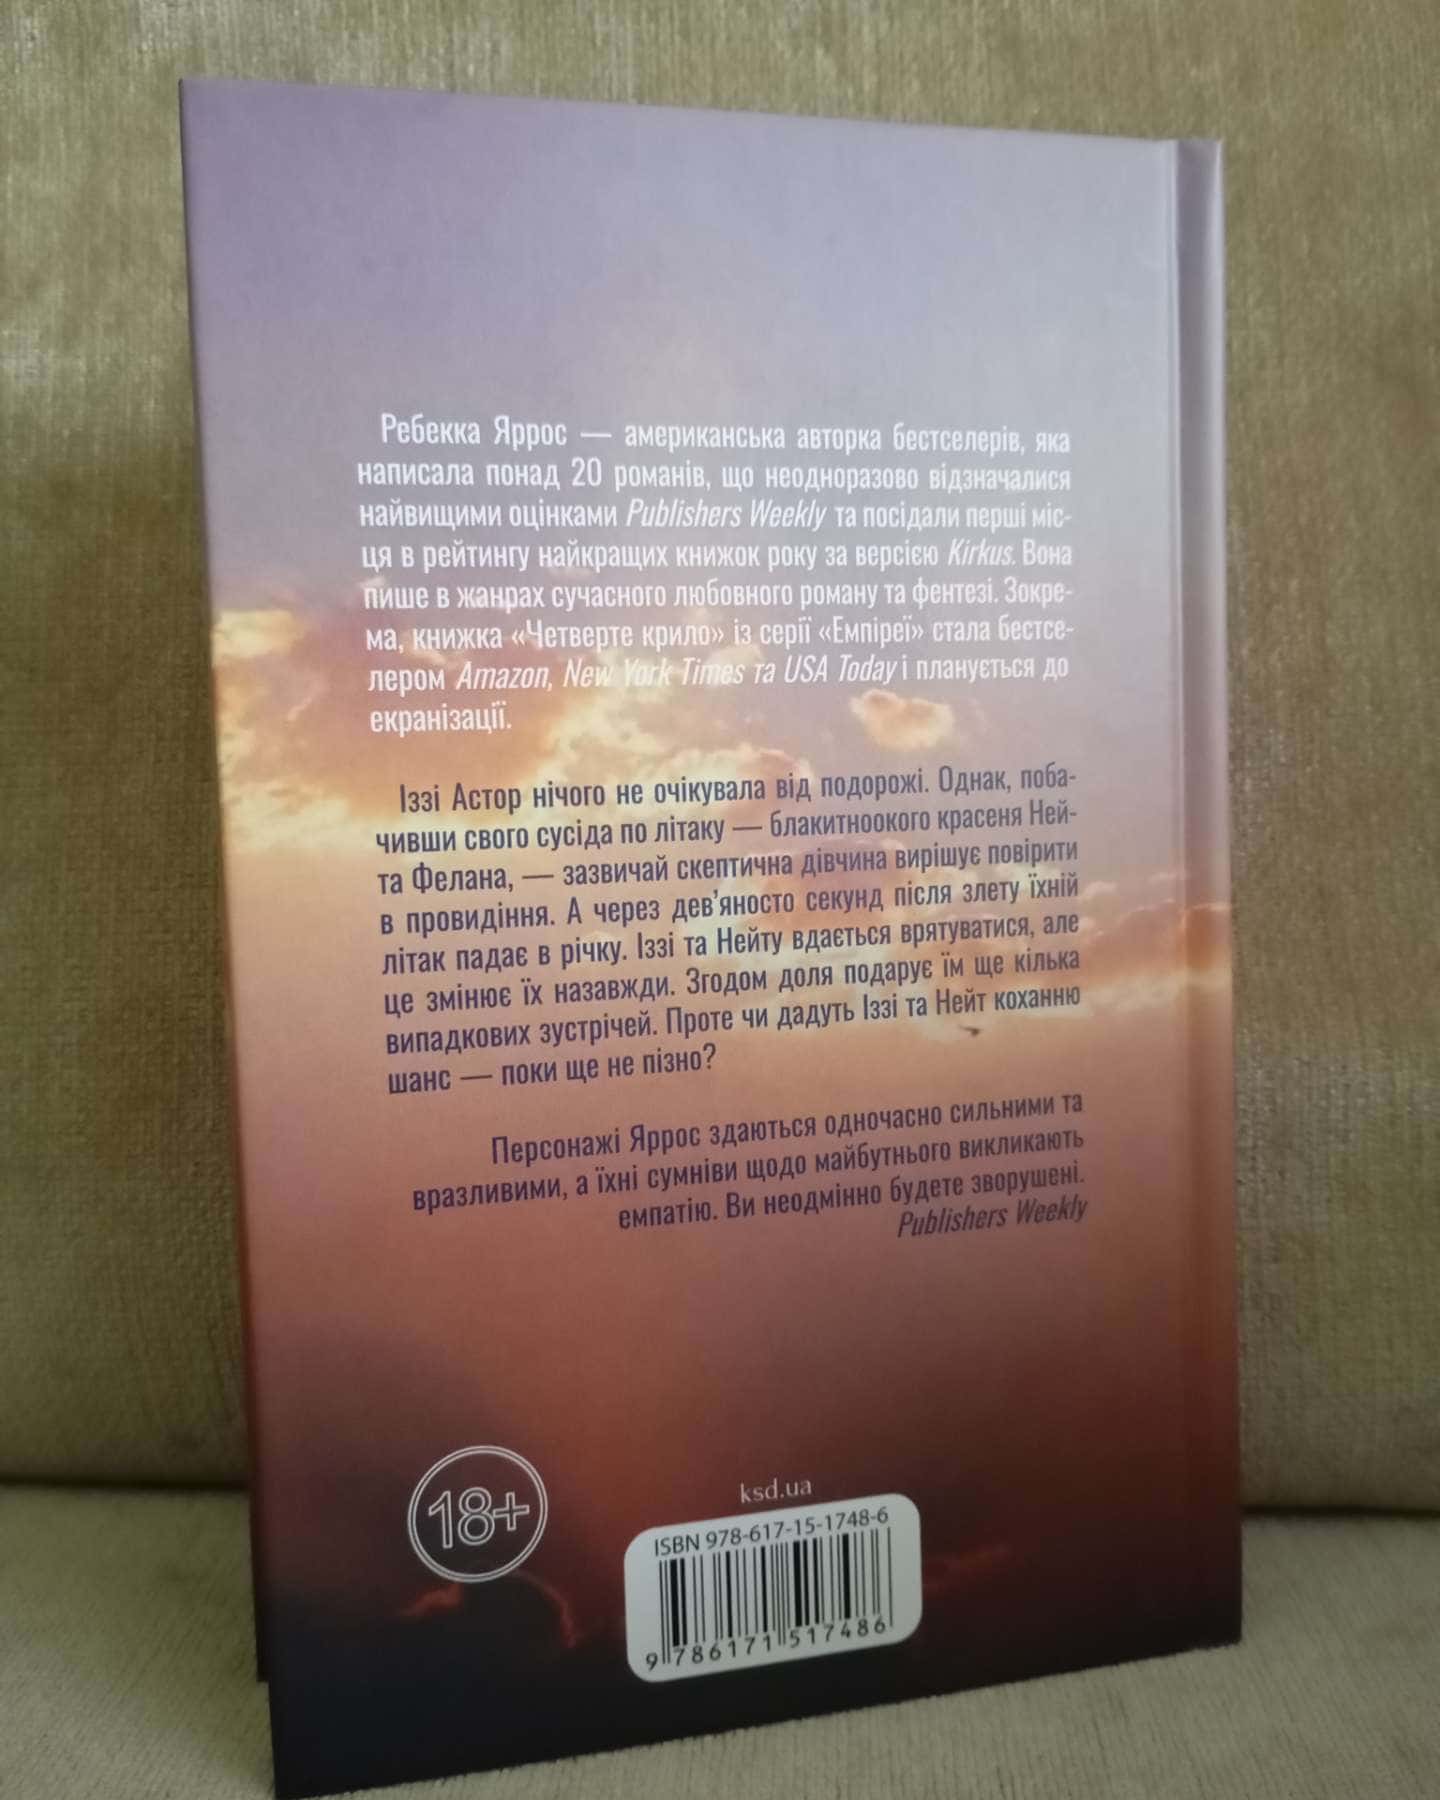 Ребекка Яррос — американська авторка бестселерів, яка
написала понад 20 романів, що неодноразово відзначалися
найвищими оцінками Publishers Weekly та посідали перші міс-
ця в рейтингу найкращих книжок року за версією Kirkus. Вона
пише в жанрах сучасного любовного роману та фентезі. Зокре-
ма, книжка «Четверте крило» із серії «Емпіреї» стала бестсе-
лером Amazon, New York Times та USA Today і планується до
екранізації.
Іззі Астор нічого не очікувала від подорожі. Однак, поба-
чивши свого сусіда по літаку — блакитноокого красеня Ней-
та Фелана, — зазвичай скептична дівчина вирішує повірити
в провидіння. А через дев’яносто секунд після злету їхній
літак падає в річку. Іззі та Нейту вдається врятуватися, але
це змінює їх назавжди. Згодом доля подарує їм ще кілька
випадкових зустрічей. Проте чи дадуть Іззі та Нейт коханню
шанс — поки ще не пізно?
Персонажі Яррос здаються одночасно сильними та
вразливими, а їхні сумніви щодо майбутнього викликають
емпатію. Ви неодмінно будете зворушені.
Publishers Weekly
18+
ksd.ua
ISBN 978-617-15-1748-6
9 786171 517486